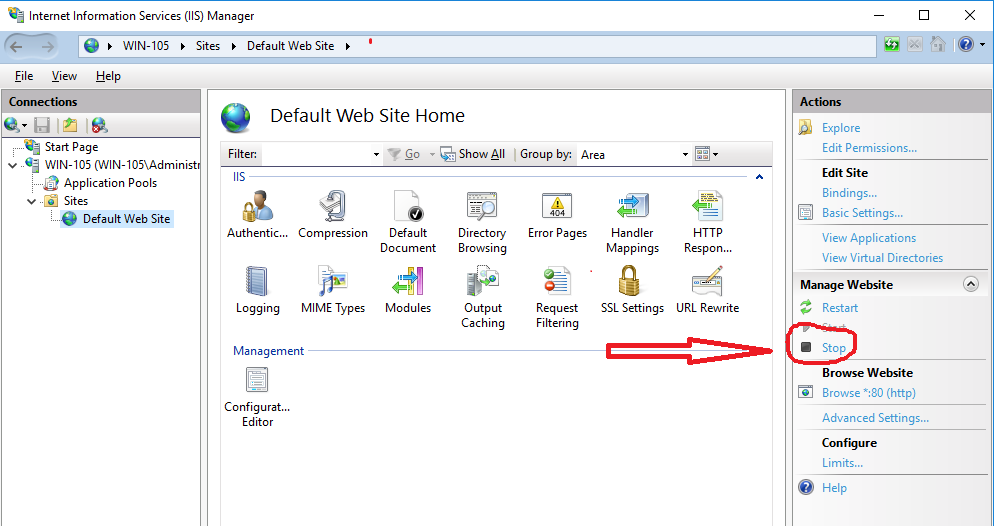 Internet Information Services (IIS) Manager
WIN-105 Sites Default Web Site
File View Help
Connections
Start Page
WIN-105 (WIN-105\Administr
Application Pools
Sites
Default Web Site
Default Web Site Home
Filter: Go Show All Group by: Area
IIS
Authentic... Compression Default Document Directory Browsing Error Pages Handler Mappings HTTP Respon...
404
Logging MIME Types Modules Output Caching Request Filtering SSL Settings URL Rewrite
Management
Configurat... Editor
Actions
Explore
Edit Permissions...
Edit Site
Bindings...
Basic Settings...
View Applications
View Virtual Directories
Manage Website
Restart
Start
Stop
Browse Website
Browse *:80 (http)
Advanced Settings...
Configure
Limits...
Help